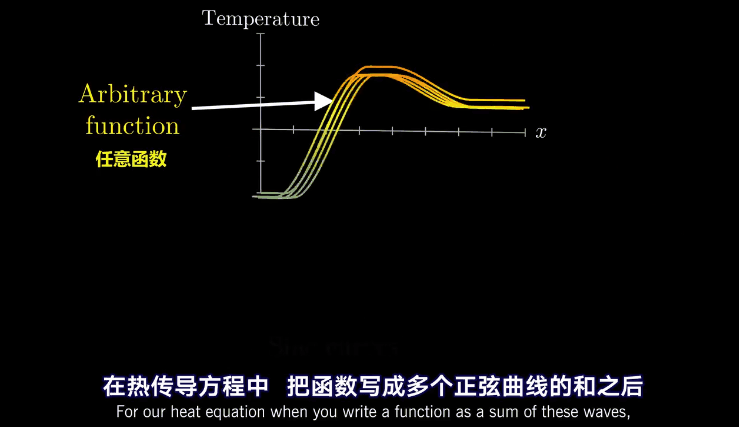 Temperature
Arbitrary
function
任意函数
x
在热传导方程中 把函数写成多个正弦曲线的和之后
For our heat equation when you write a function as a sum of these waves,